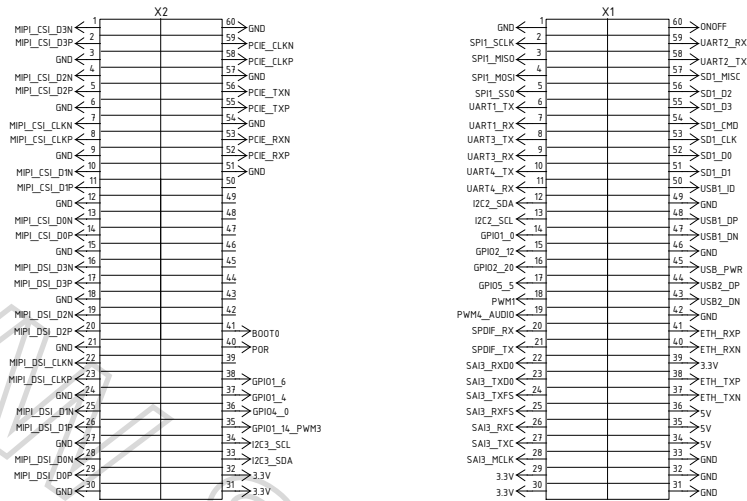 X2
MIPI_CSI_D3N 1 60 GND
MIPI_CSI_D3P 2 59 PCIE_CLKN
GND 3 58 PCIE_CLKP
MIPI_CSI_D2N 4 57 GND
MIPI_CSI_D2P 5 56 PCIE_TXN
GND 6 55 PCIE_TXP
MIPI_CSI_CLKN 7 54 GND
MIPI_CSI_CLKP 8 53 PCIE_RXN
GND 9 52 PCIE_RXP
MIPI_CSI_D1N 10 51 GND
MIPI_CSI_D1P 11 50
GND 12 49
MIPI_CSI_D0N 13 48
MIPI_CSI_D0P 14 47
GND 15 46
MIPI_DSI_D3N 16 45
MIPI_DSI_D3P 17 44
GND 18 43
MIPI_DSI_D2N 19 42
MIPI_DSI_D2P 20 41 BOOT0
GND 21 40 POR
MIPI_DSI_CLKN 22 39
MIPI_DSI_CLKP 23 38 GPIO1_6
GND 24 37 GPIO1_4
MIPI_DSI_D1N 25 36 GPIO4_0
MIPI_DSI_D1P 26 35 GPIO1_14_PWM3
GND 27 34 I2C3_SCL
MIPI_DSI_D0N 28 33 I2C3_SDA
MIPI_DSI_D0P 29 32 3.3V
GND 30 31 3.3V
X1
GND 1 60 ONOFF
SPI1_SCLK 2 59 UART2_RX
SPI1_MISO 3 58 UART2_TX
SPI1_MOSI 4 57 SD1_MISC
SPI1_SS0 5 56 SD1_D2
UART1_TX 6 55 SD1_D3
UART1_RX 7 54 SD1_CMD
UART3_TX 8 53 SD1_CLK
UART3_RX 9 52 SD1_D0
UART4_TX 10 51 SD1_D1
UART4_RX 11 50 USB1_ID
I2C2_SDA 12 49 GND
I2C2_SCL 13 48 USB1_DP
GPIO1_0 14 47 USB1_DN
GPIO2_12 15 46 GND
GPIO2_20 16 45 USB_PWR
GPIO5_5 17 44 USB2_DP
PWM1 18 43 USB2_DN
PWM4_AUDIO 19 42 GND
SPDIF_RX 20 41 ETH_RXP
SPDIF_TX 21 40 ETH_RXN
SAI3_RXD0 22 39 3.3V
SAI3_TXD0 23 38 ETH_TXP
SAI3_TXFS 24 37 ETH_TXN
SAI3_RXFS 25 36 5V
SAI3_RXC 26 35 5V
SAI3_TXC 27 34 5V
SAI3_MCLK 28 33 GND
3.3V 29 32 GND
3.3V 30 31 GND